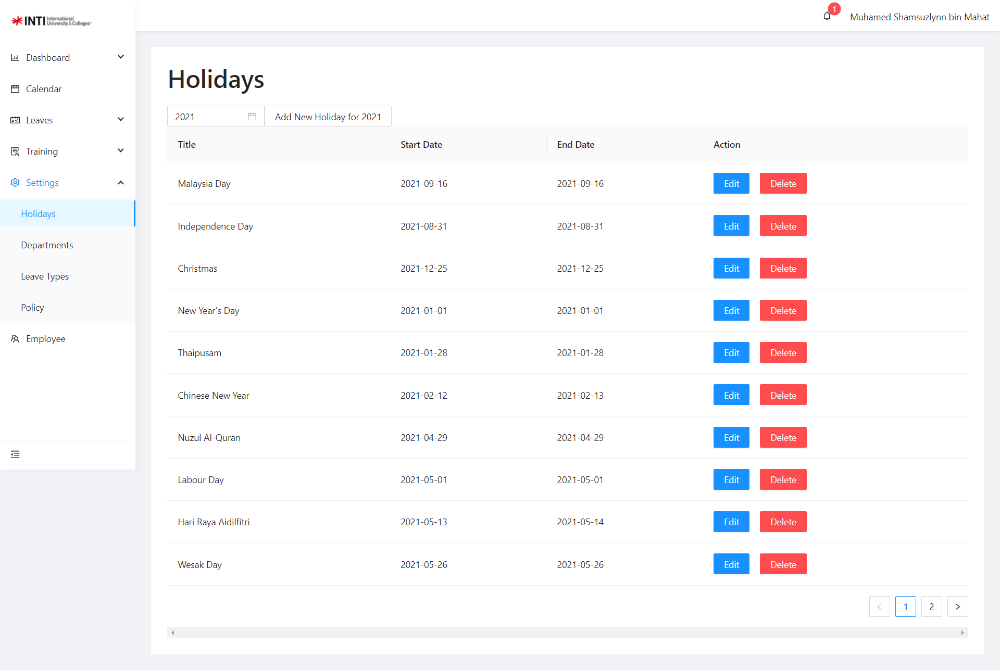 INTI International University & Colleges
1
Muhamed Shamsuzlynn bin Mahat
Dashboard
Calendar
Leaves
Training
Settings
Holidays
Departments
Leave Types
Policy
Employee
Holidays
2021 Add New Holiday for 2021
Title Start Date End Date Action
Malaysia Day 2021-09-16 2021-09-16 Edit Delete
Independence Day 2021-08-31 2021-08-31 Edit Delete
Christmas 2021-12-25 2021-12-25 Edit Delete
New Year's Day 2021-01-01 2021-01-01 Edit Delete
Thaipusam 2021-01-28 2021-01-28 Edit Delete
Chinese New Year 2021-02-12 2021-02-13 Edit Delete
Nuzul Al-Quran 2021-04-29 2021-04-29 Edit Delete
Labour Day 2021-05-01 2021-05-01 Edit Delete
Hari Raya Aidilfitri 2021-05-13 2021-05-14 Edit Delete
Wesak Day 2021-05-26 2021-05-26 Edit Delete
< 1 2 >